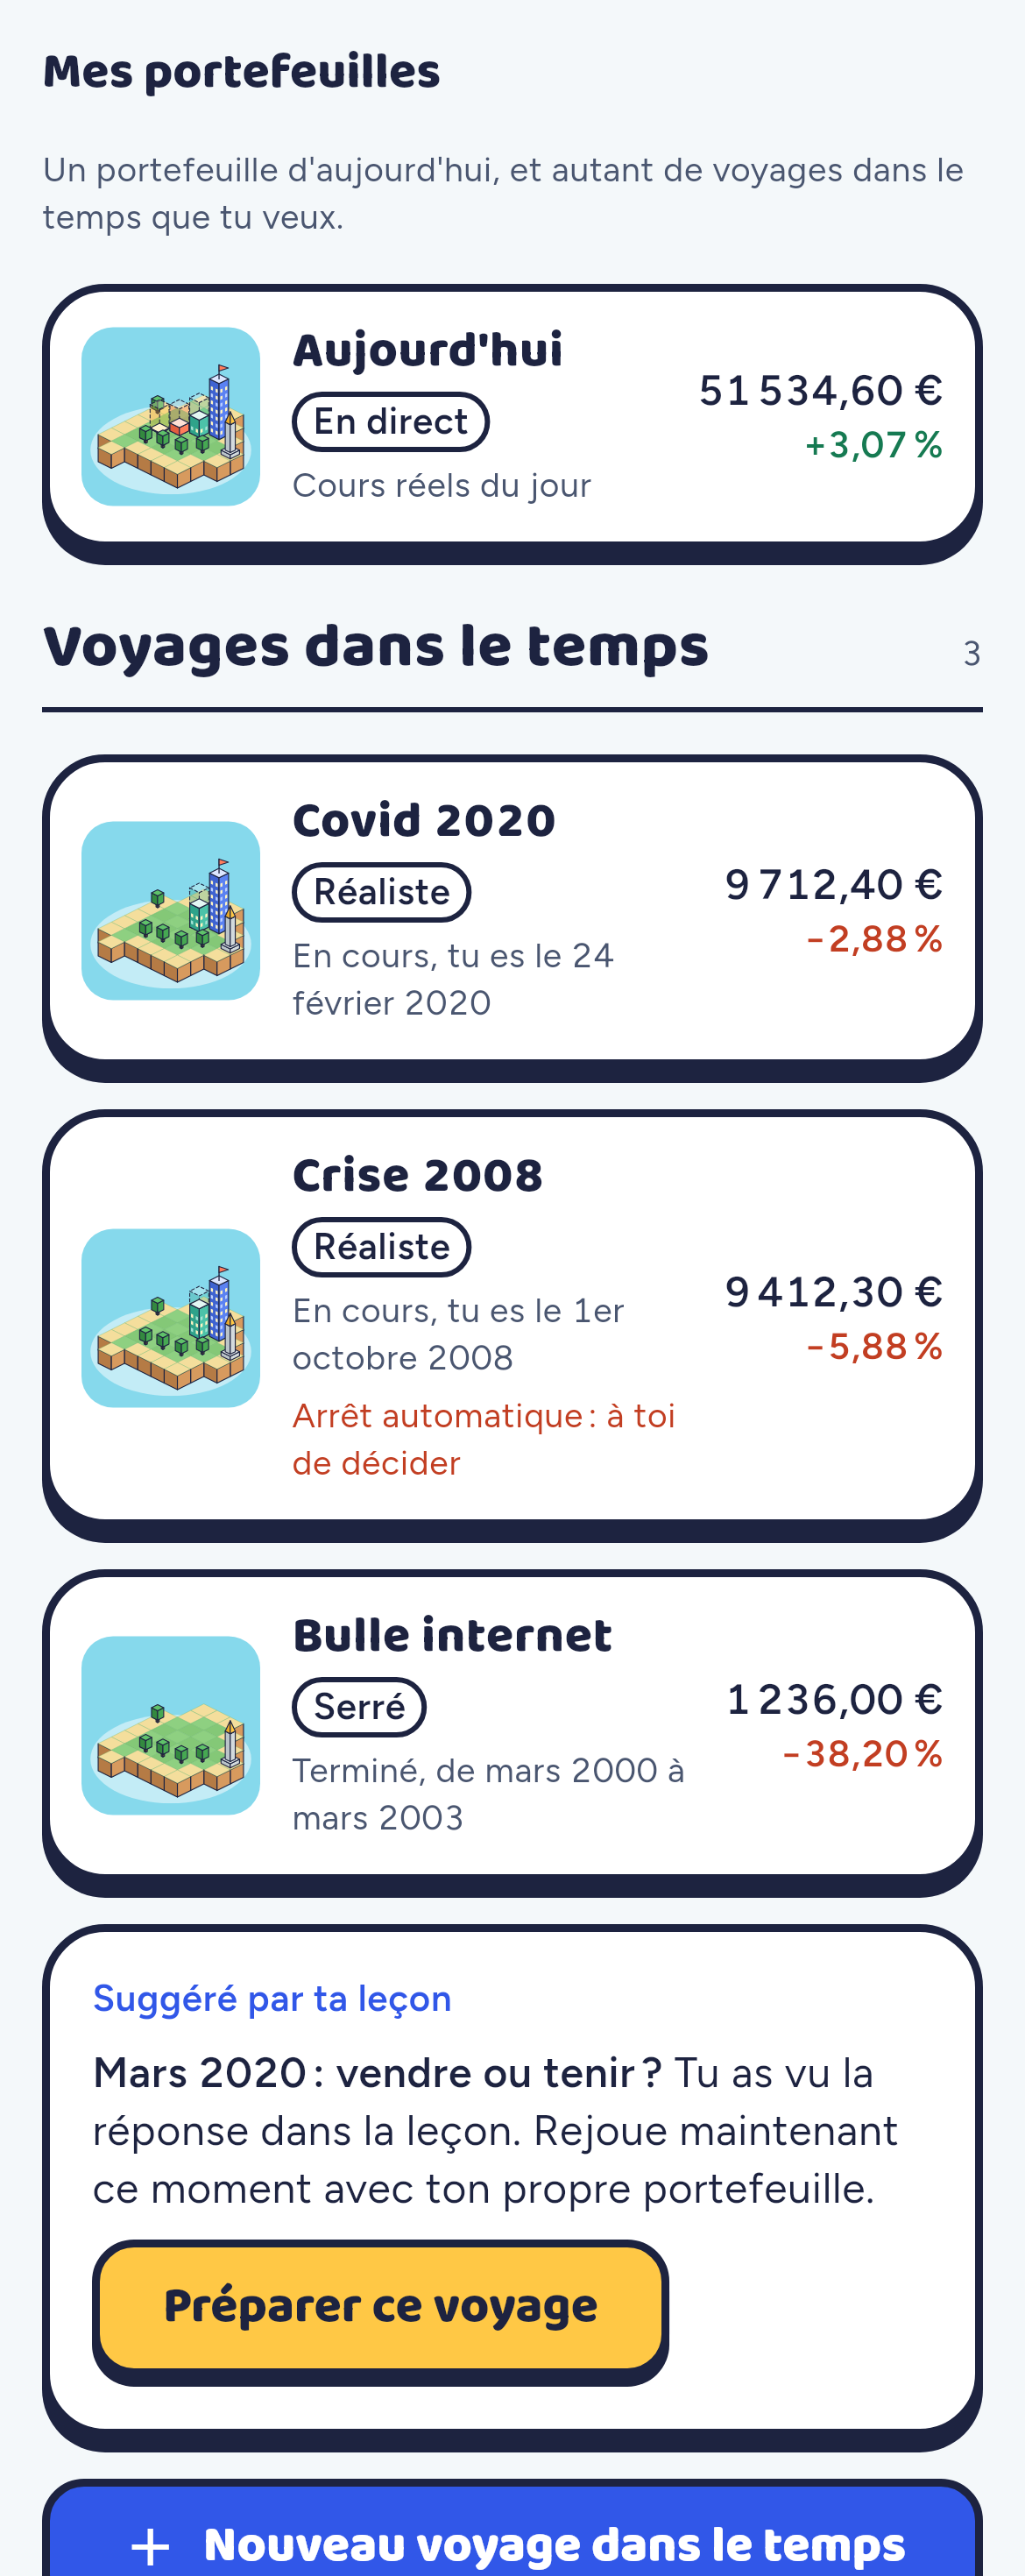 Mes portefeuilles
Un portefeuille d'aujourd'hui, et autant de voyages dans le
temps que tu veux.
Aujourd'hui
En direct
Cours réels du jour
51 534,60 €
+3,07 %
Voyages dans le temps
3
Covid 2020
Réaliste
En cours, tu es le 24
février 2020
9 712,40 €
−2,88 %
Crise 2008
Réaliste
En cours, tu es le 1er
octobre 2008
Arrêt automatique : à toi
de décider
9 412,30 €
−5,88 %
Bulle internet
Serré
Terminé, de mars 2000 à
mars 2003
1 236,00 €
−38,20 %
Suggéré par ta leçon
Mars 2020 : vendre ou tenir ? Tu as vu la
réponse dans la leçon. Rejoue maintenant
ce moment avec ton propre portefeuille.
Préparer ce voyage
+ Nouveau voyage dans le temps